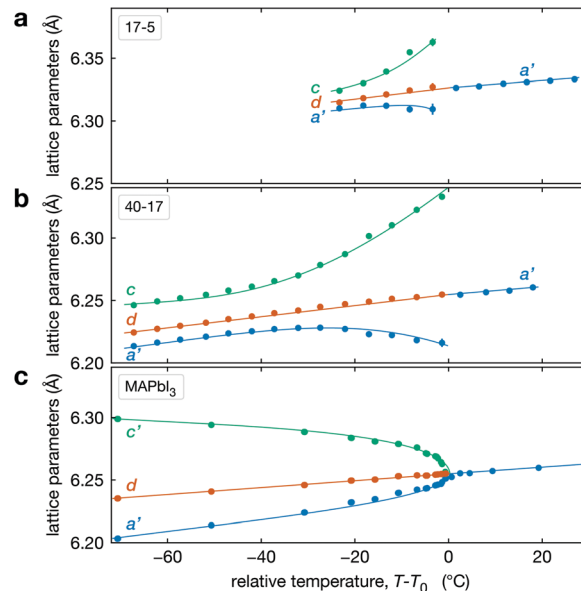 a
17-5
lattice parameters (Å)
6.35
6.30
6.25
c
d
a'
a'
b
40-17
lattice parameters (Å)
6.30
6.25
6.20
c
d
a'
a'
c
MAPbI3
lattice parameters (Å)
6.30
6.25
6.20
c'
d
a'
a'
−60 −40 −20 0 20
relative temperature, T-T0 (°C)